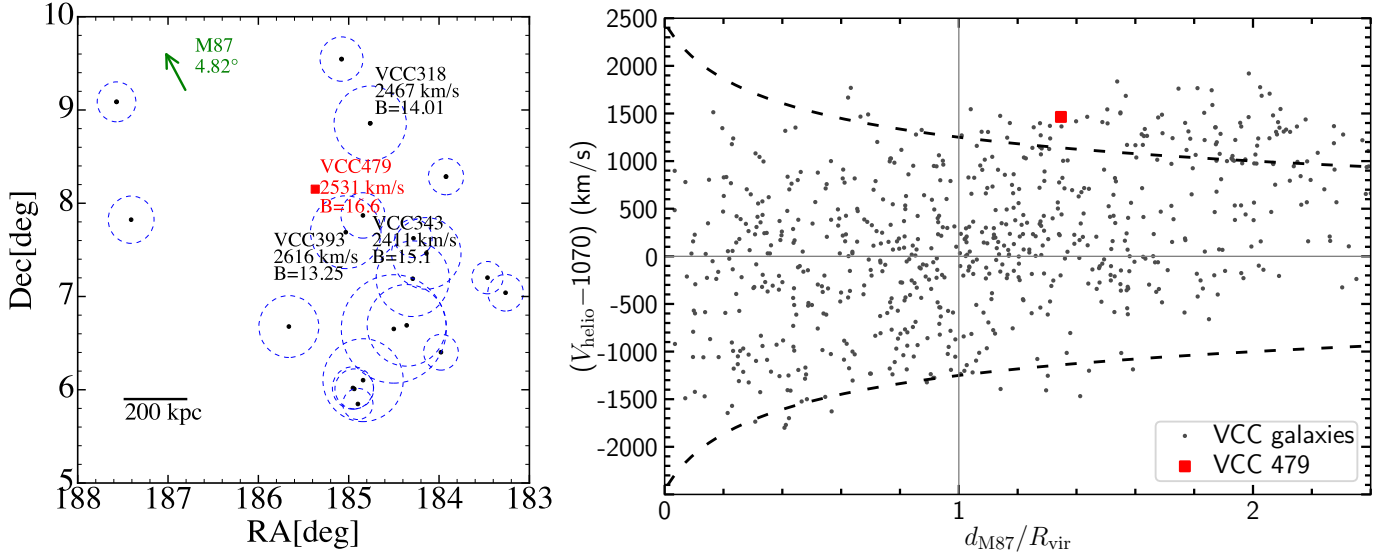 10
9
8
7
6
5
Dec[deg]
M87
4.82°
VCC318
2467 km/s
B=14.01
VCC479
2531 km/s
B=16.6
VCC343
2411 km/s
B=15.1
VCC393
2616 km/s
B=13.25
200 kpc
188
187
186
185
184
183
RA[deg]
2500
2000
1500
1000
500
0
-500
-1000
-1500
-2000
(V_helio−1070) (km/s)
VCC galaxies
VCC 479
0
1
2
d_M87/R_vir